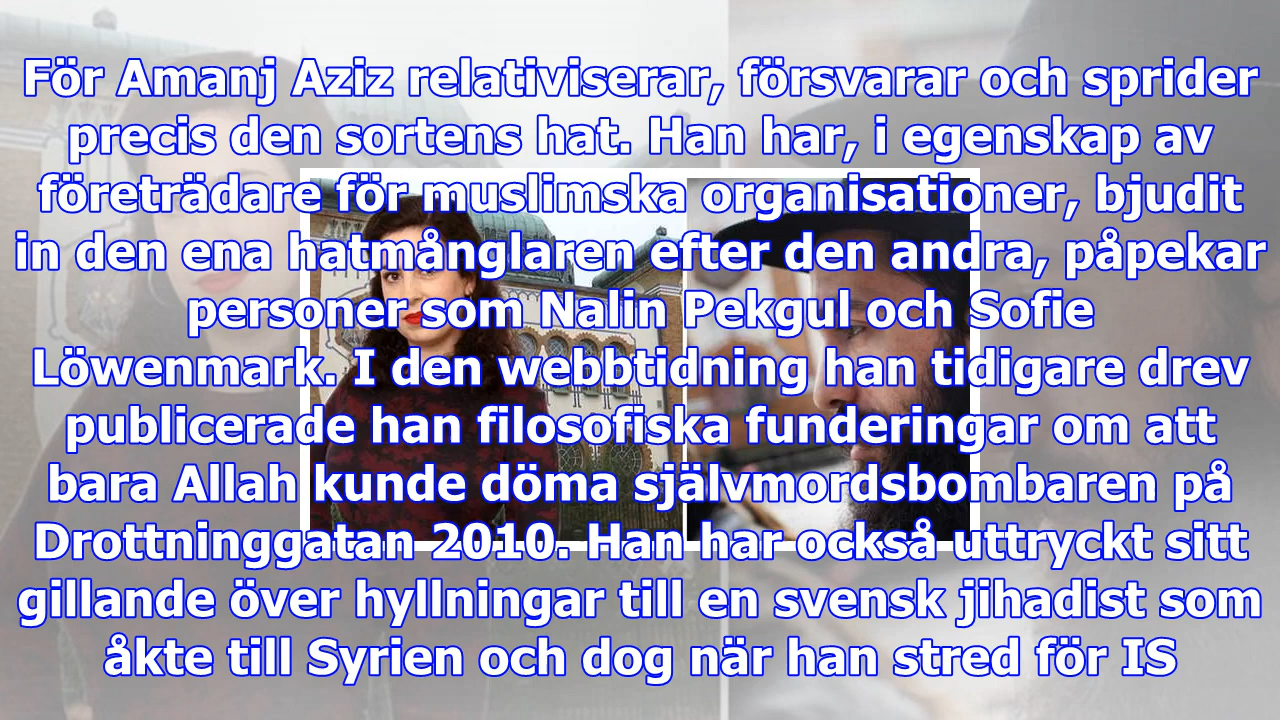 För Amanj Aziz relativiserar, försvarar och sprider
precis den sortens hat. Han har, i egenskap av
företrädare för muslimska organisationer, bjudit
in den ena hatmånglaren efter den andra, påpekar
personer som Nalin Pekgul och Sofie
Löwenmark. I den webbtidning han tidigare drev
publicerade han filosofiska funderingar om att
bara Allah kunde döma självmordsbombaren på
Drottninggatan 2010. Han har också uttryckt sitt
gillande över hyllningar till en svensk jihadist som
åkte till Syrien och dog när han stred för IS